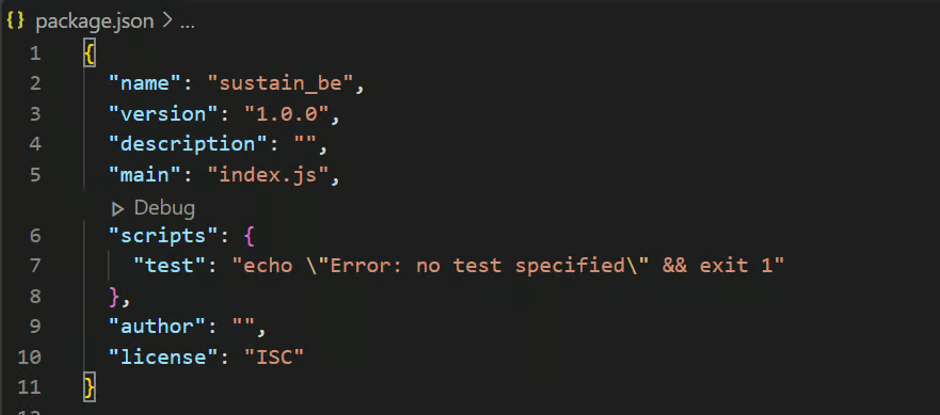 {} package.json > ...
1 {
2 "name": "sustain_be",
3 "version": "1.0.0",
4 "description": "",
5 "main": "index.js",
Debug
6 "scripts": {
7 "test": "echo \"Error: no test specified\" && exit 1"
8 },
9 "author": "",
10 "license": "ISC"
11 }